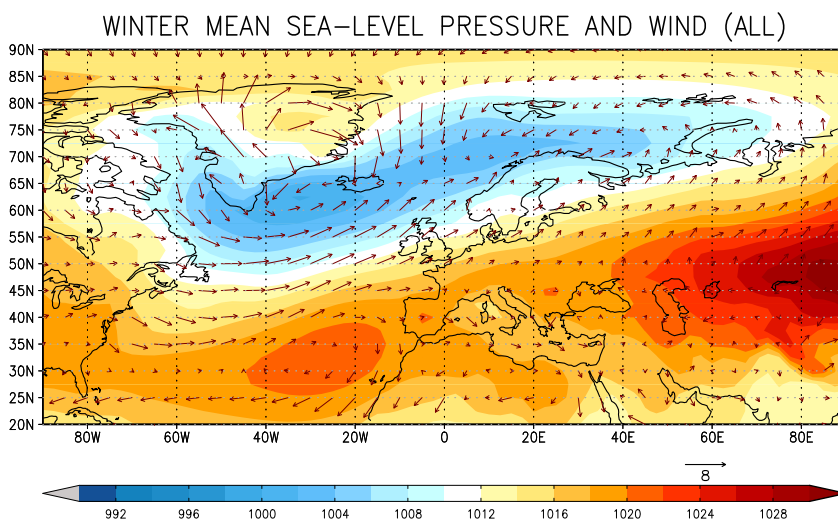 WINTER MEAN SEA-LEVEL PRESSURE AND WIND (ALL)
90N
85N
80N
75N
70N
65N
60N
55N
50N
45N
40N
35N
30N
25N
20N
80W 60W 40W 20W 0 20E 40E 60E 80E
8
992 996 1000 1004 1008 1012 1016 1020 1024 1028